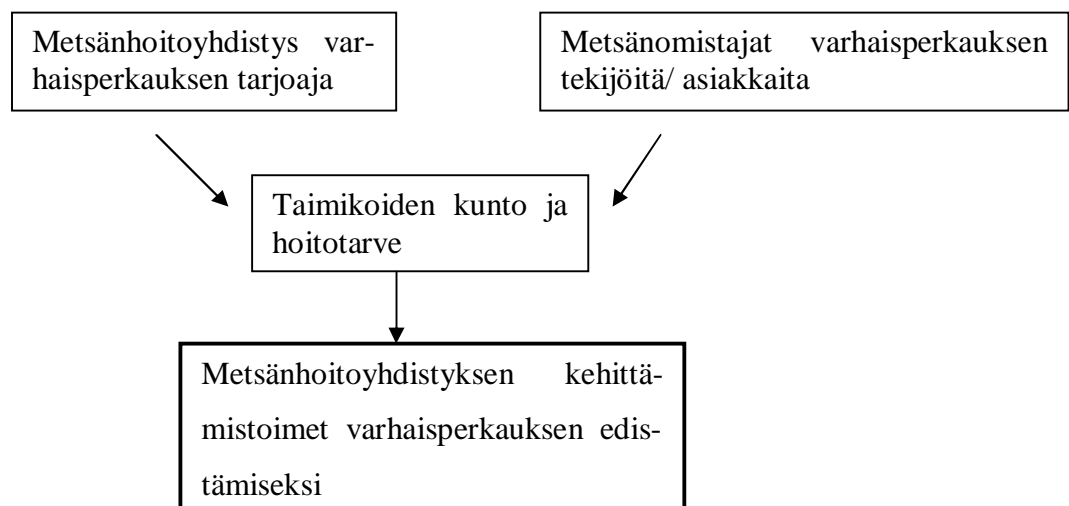 Metsänhoitoyhdistys var-
haisperkauksen tarjoaja
Metsänomistajat varhaisperkauksen
tekijöitä/ asiakkaita
Taimikoiden kunto ja
hoitotarve
Metsänhoitoyhdistyksen kehittä-
mistoimet varhaisperkauksen edis-
tämiseksi